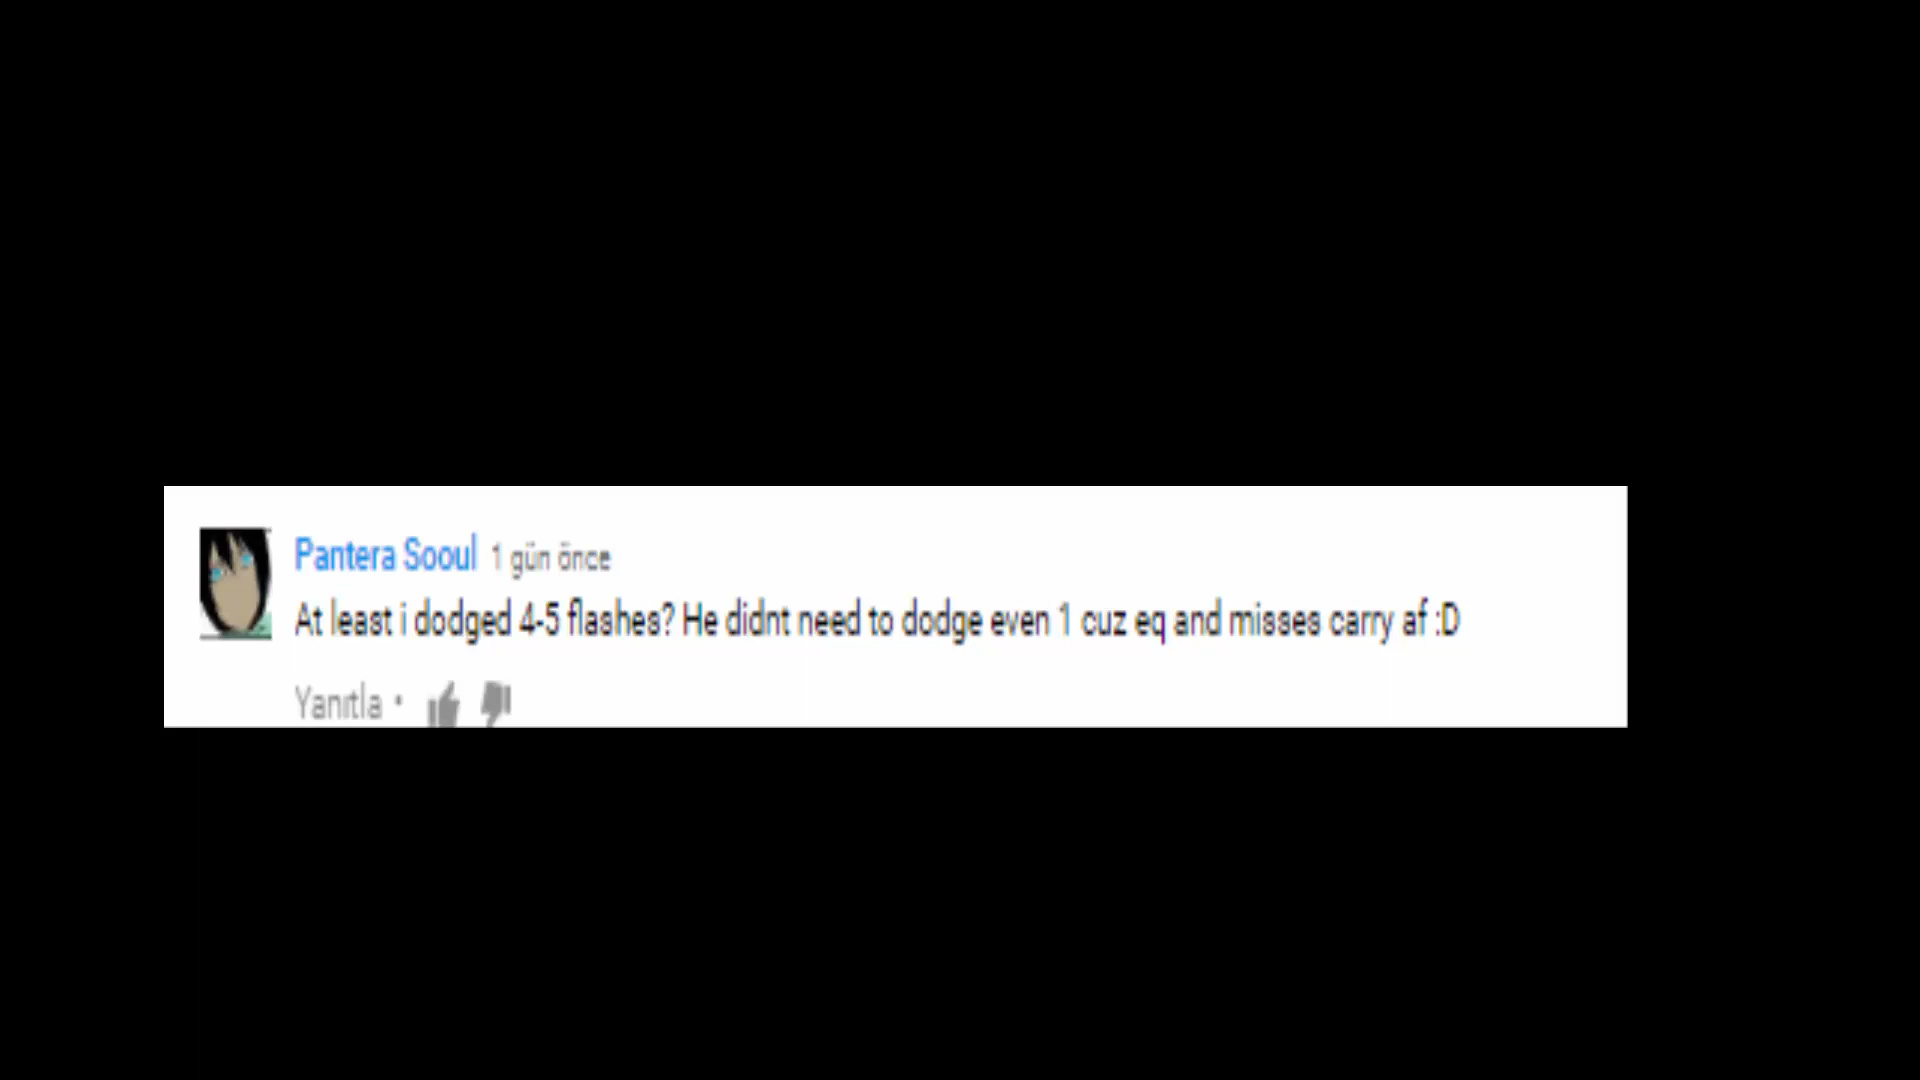 Pantera Sooul 1 gün önce
At least i dodged 4-5 flashes? He didnt need to dodge even 1 cuz eq and misses carry af :D
Yanıtla •